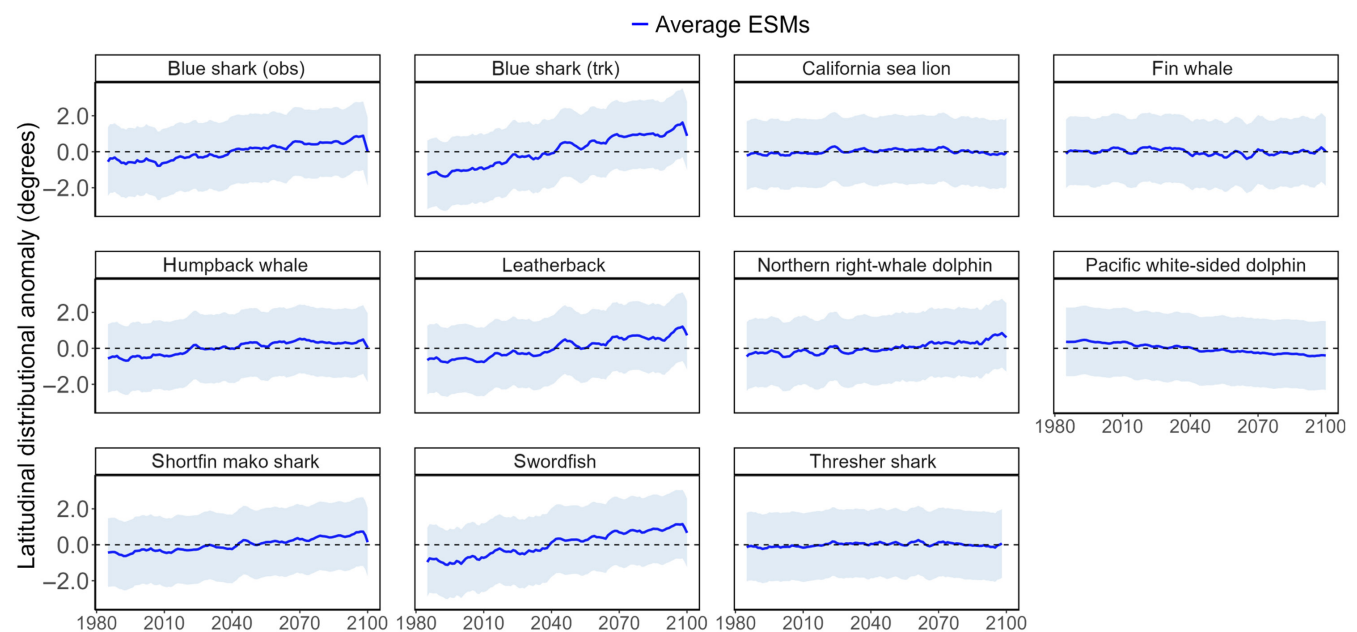 Average ESMs
Blue shark (obs)
Blue shark (trk)
California sea lion
Fin whale
Latitudinal distributional anomaly (degrees)
2.0
0.0
−2.0
Humpback whale
Leatherback
Northern right-whale dolphin
Pacific white-sided dolphin
2.0
0.0
−2.0
1980 2010 2040 2070 2100
Shortfin mako shark
Swordfish
Thresher shark
2.0
0.0
−2.0
1980 2010 2040 2070 2100
1980 2010 2040 2070 2100
1980 2010 2040 2070 2100